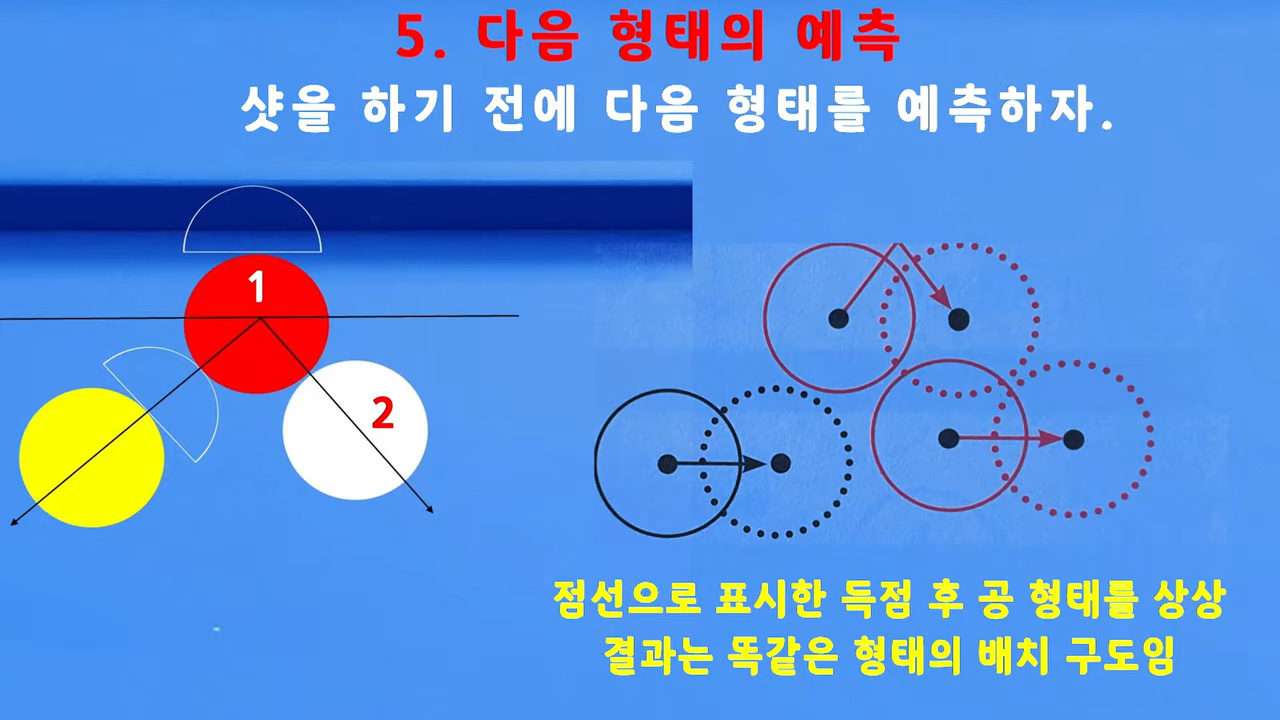 5. 다음 형태의 예측
샷을 하기 전에 다음 형태를 예측하자.
1
2
점선으로 표시한 득점 후 공 형태를 상상
결과는 똑같은 형태의 배치 구도임